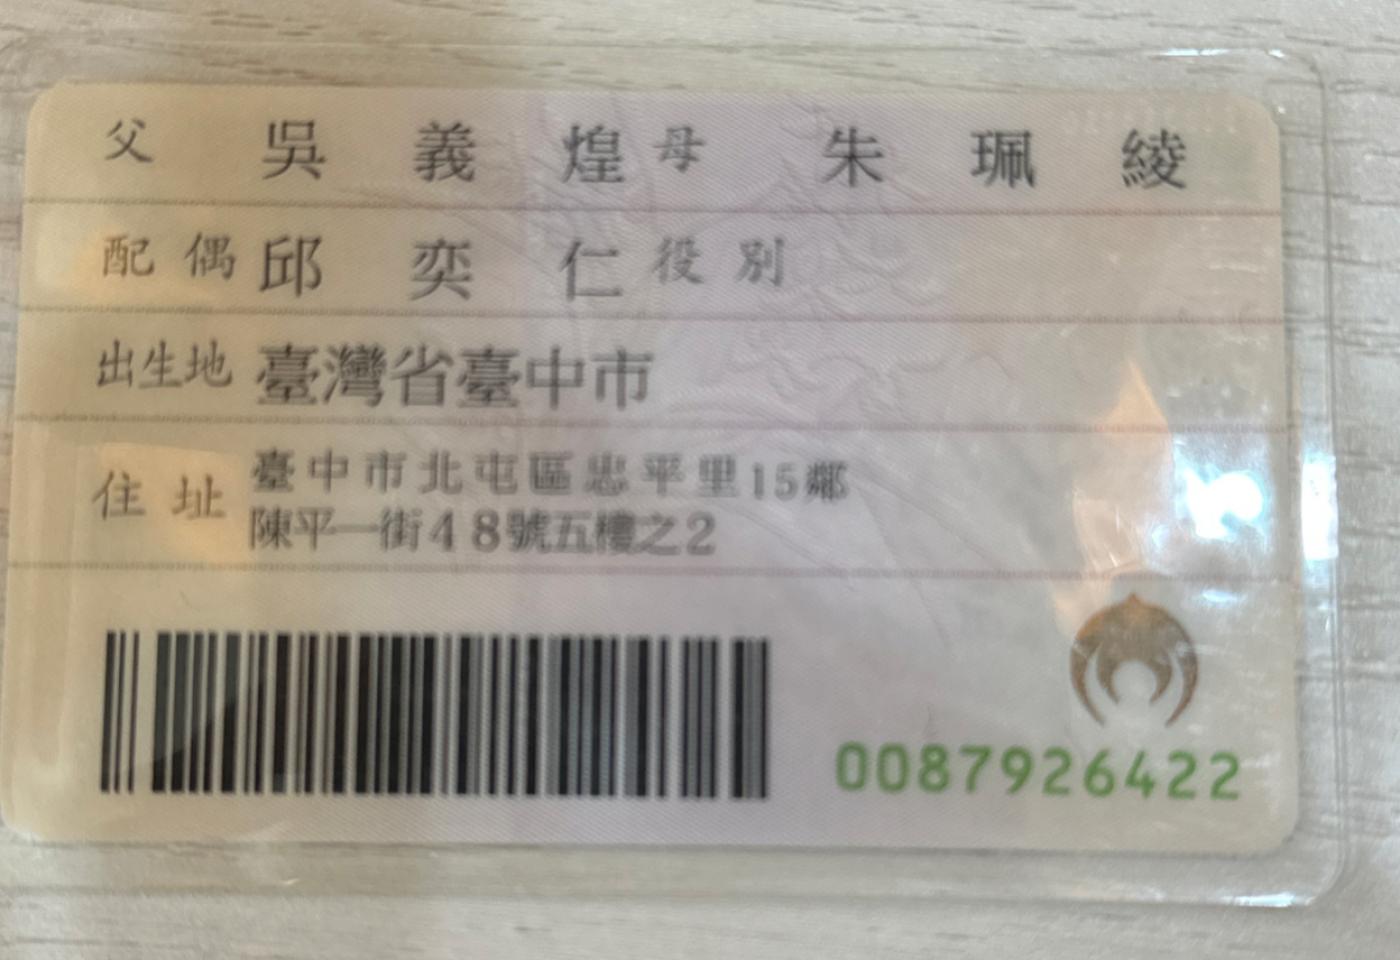 父 吳義煌 母 朱珮綾
配偶 邱奕仁 役別
出生地 臺灣省臺中市
住址 臺中市北屯區忠平里15鄰
陳平一街48號五樓之2
0087926422